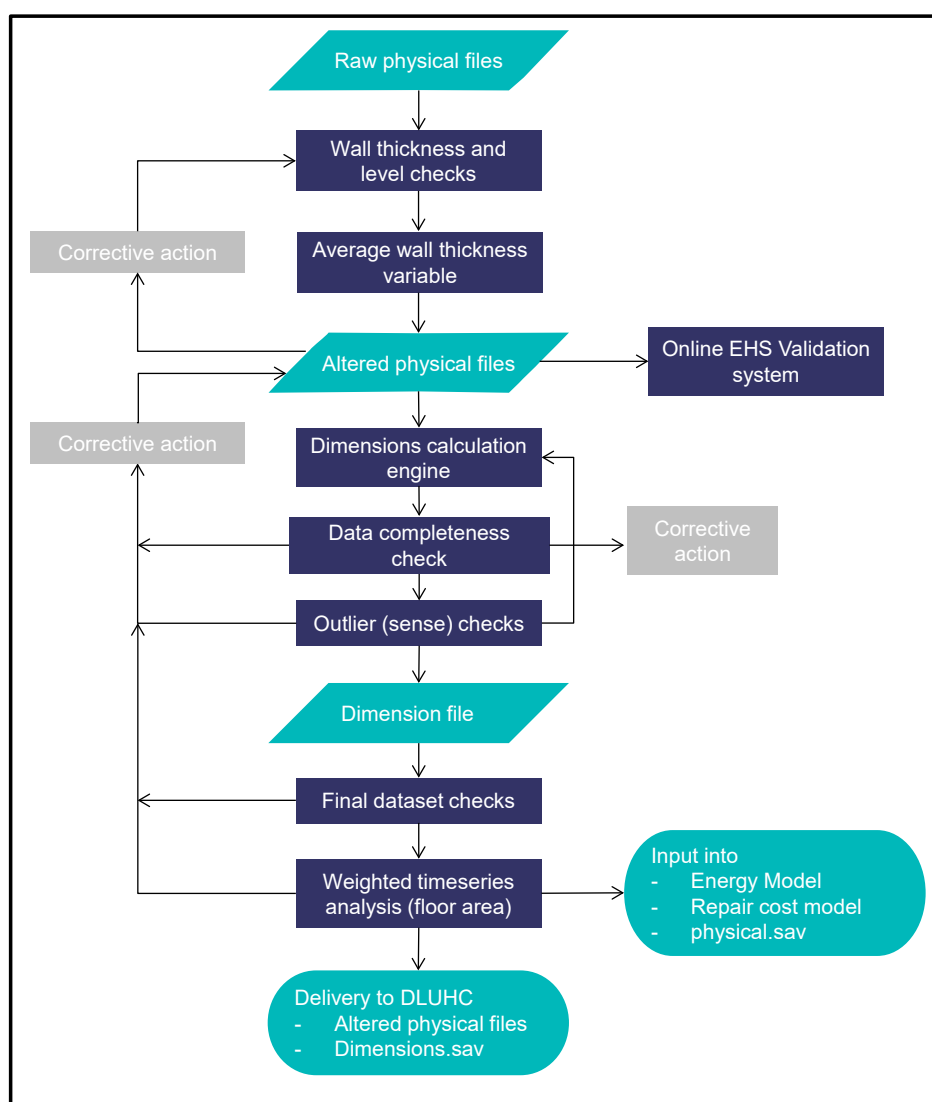 Raw physical files
Wall thickness and
level checks
Corrective action
Average wall thickness
variable
Altered physical files
Online EHS Validation
system
Corrective action
Dimensions calculation
engine
Data completeness
check
Corrective
action
Outlier (sense) checks
Dimension file
Final dataset checks
Weighted timeseries
analysis (floor area)
Input into
- Energy Model
- Repair cost model
- physical.sav
Delivery to DLUHC
- Altered physical files
- Dimensions.sav